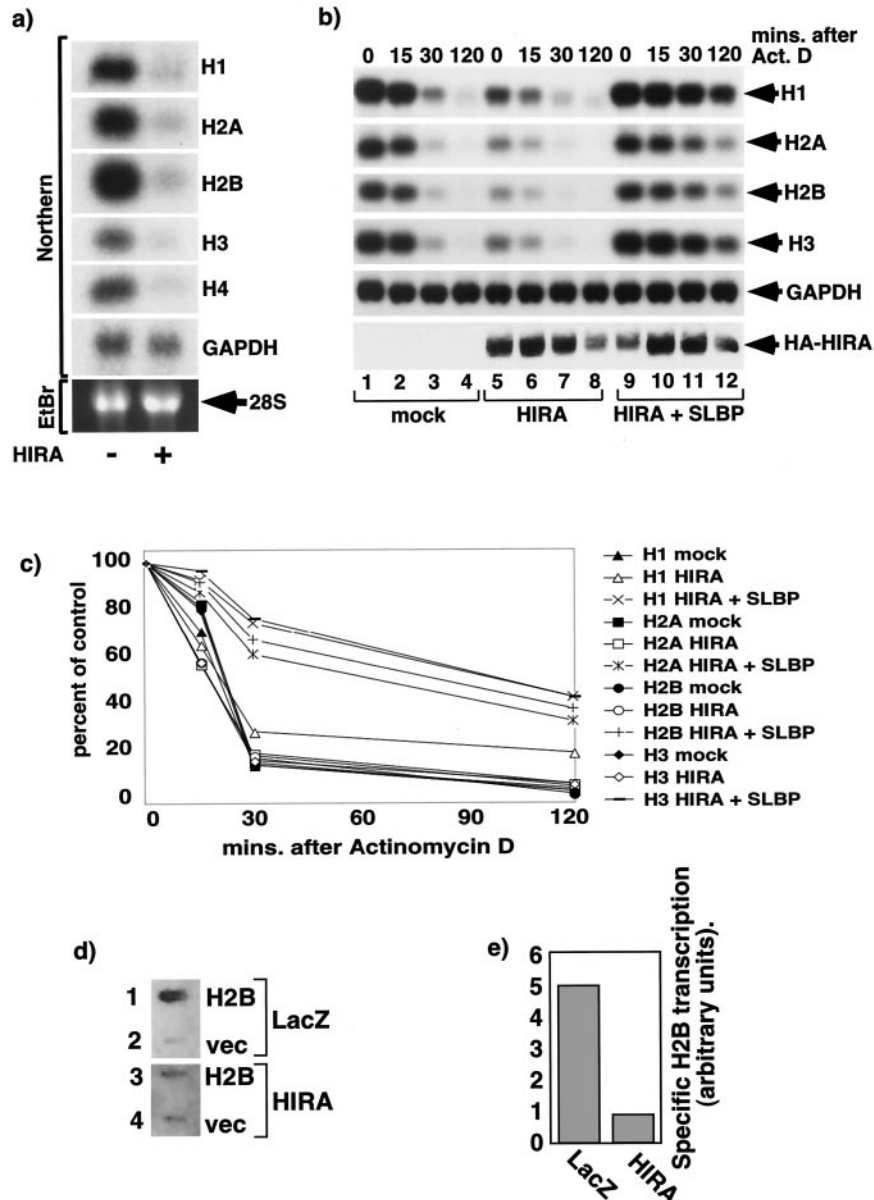 a)
Northern
H1
H2A
H2B
H3
H4
GAPDH
EtBr
28S
HIRA - +
b)
mins. after
0 15 30 120 0 15 30 120 0 15 30 120 Act. D
H1
H2A
H2B
H3
GAPDH
HA-HIRA
1 2 3 4 5 6 7 8 9 10 11 12
mock HIRA HIRA + SLBP
c)
percent of control
100
80
60
40
20
0
0 30 60 90 120
mins. after Actinomycin D
H1 mock
H1 HIRA
H1 HIRA + SLBP
H2A mock
H2A HIRA
H2A HIRA + SLBP
H2B mock
H2B HIRA
H2B HIRA + SLBP
H3 mock
H3 HIRA
H3 HIRA + SLBP
d)
1 H2B
2 vec
LacZ
3 H2B
4 vec
HIRA
e)
6
5
4
3
2
1
0
LacZ HIRA
Specific H2B transcription
(arbitrary units).